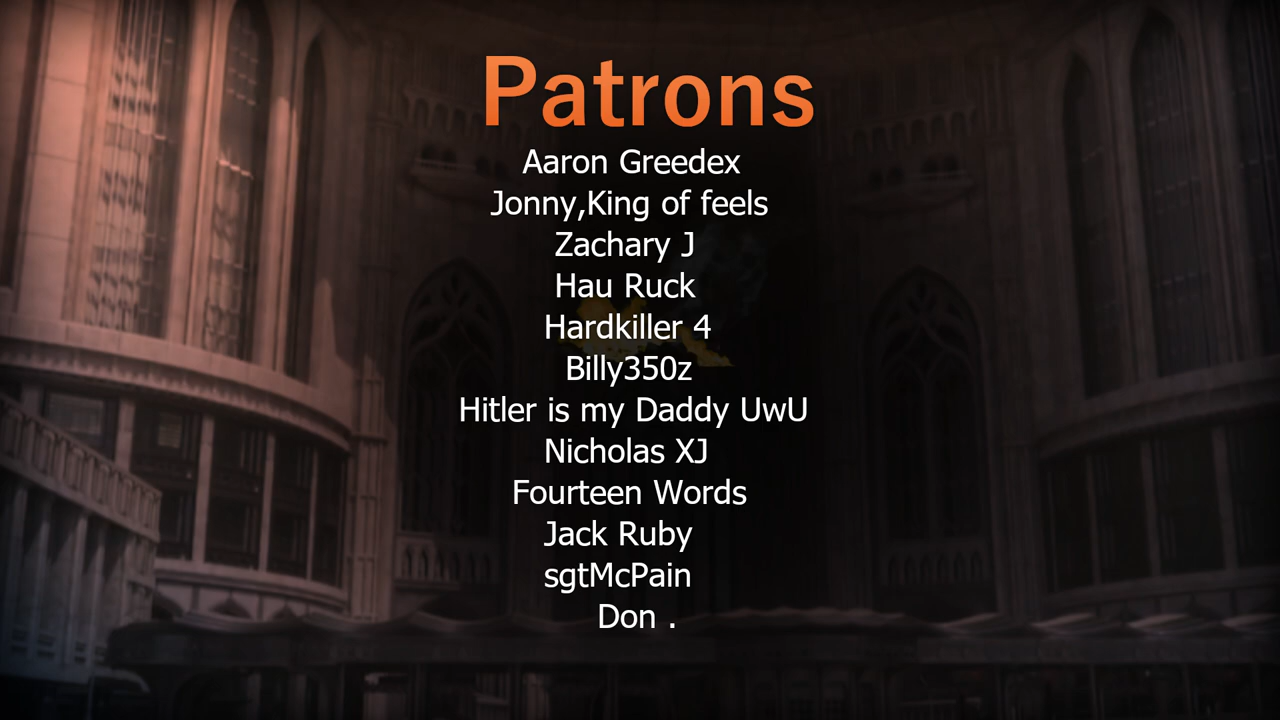 Patrons
Aaron Greedex
Jonny,King of feels
Zachary J
Hau Ruck
Hardkiller 4
Billy350z
Hitler is my Daddy UwU
Nicholas XJ
Fourteen Words
Jack Ruby
sgtMcPain
Don .